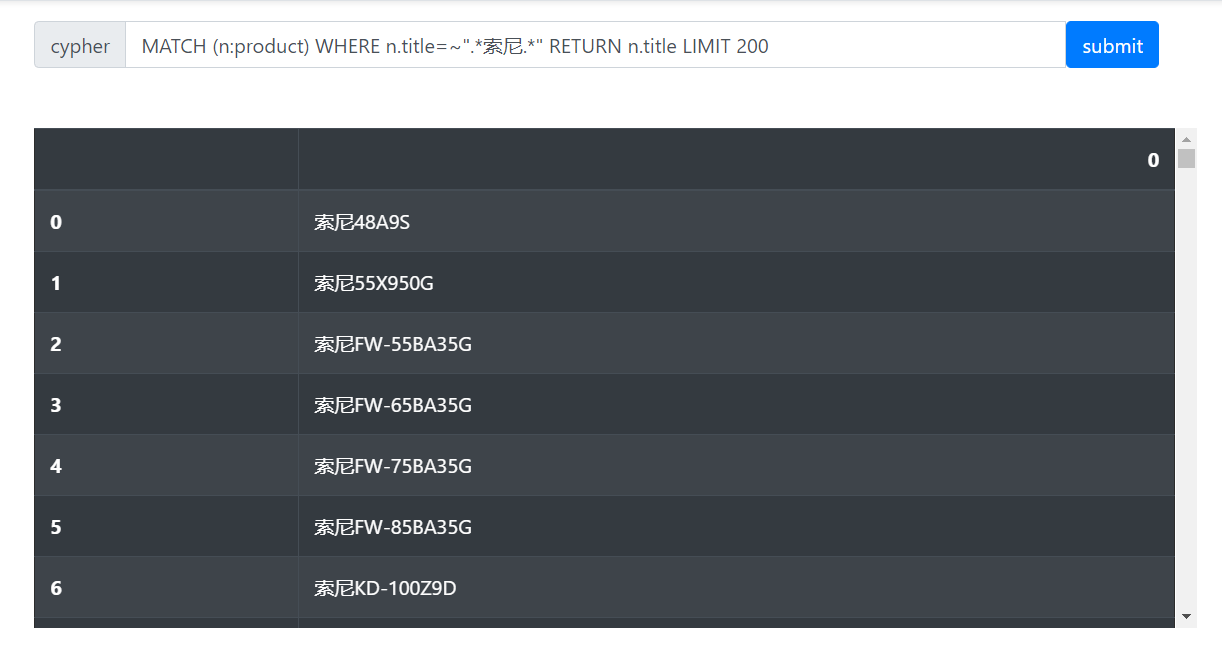 cypher MATCH (n:product) WHERE n.title=~".*索尼.*" RETURN n.title LIMIT 200 submit
0
0 索尼48A9S
1 索尼55X950G
2 索尼FW-55BA35G
3 索尼FW-65BA35G
4 索尼FW-75BA35G
5 索尼FW-85BA35G
6 索尼KD-100Z9D